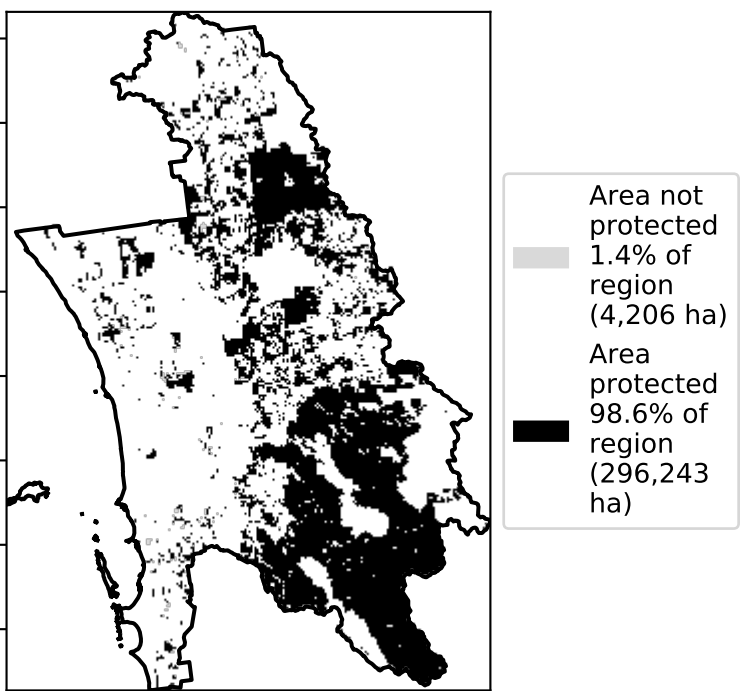 Area not
protected
1.4% of
region
(4,206 ha)
Area
protected
98.6% of
region
(296,243
ha)